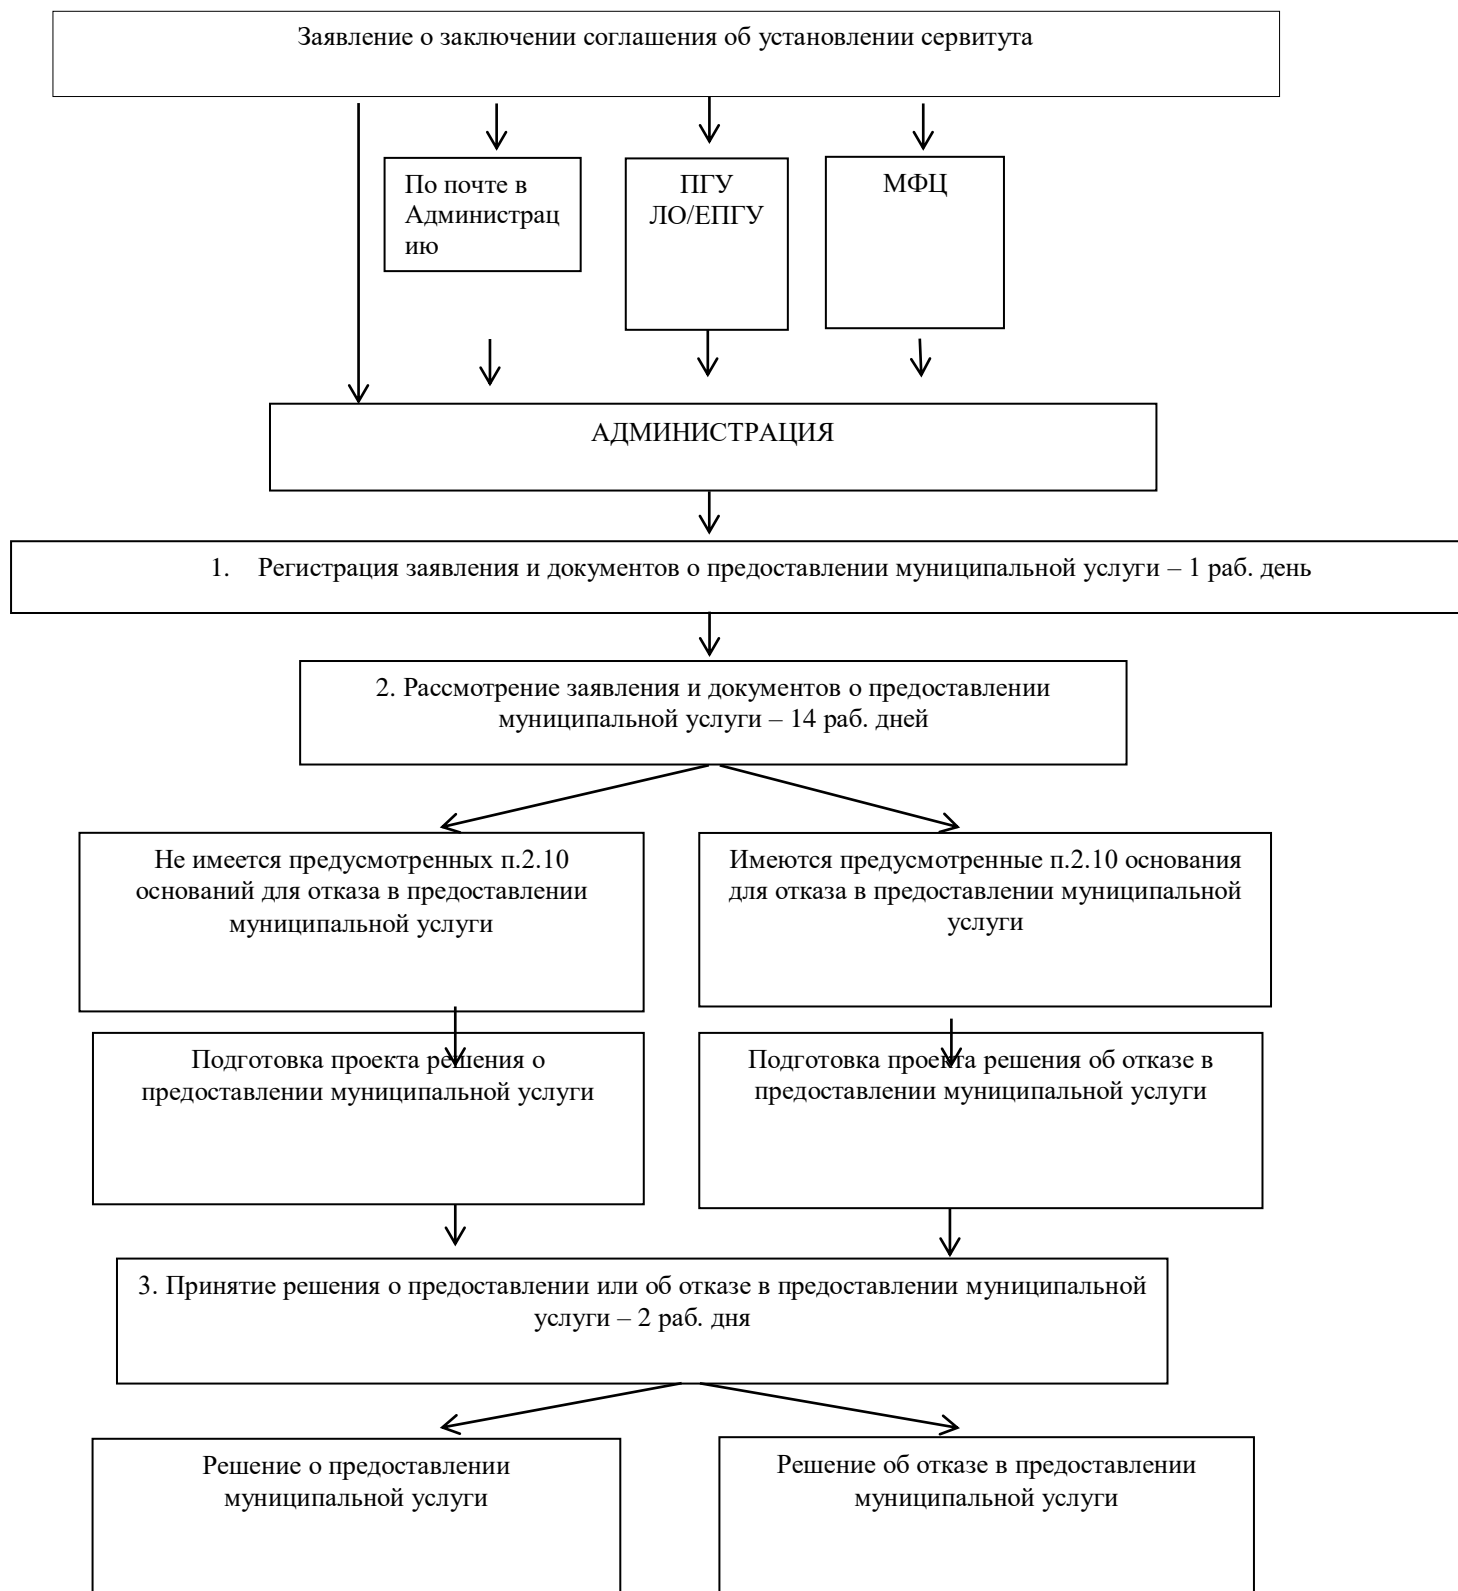 Заявление о заключении соглашения об установлении сервитута
По почте в
Администрац
ию
ПГУ
ЛО/ЕПГУ
МФЦ
АДМИНИСТРАЦИЯ
1. Регистрация заявления и документов о предоставлении муниципальной услуги – 1 раб. день
2. Рассмотрение заявления и документов о предоставлении
муниципальной услуги – 14 раб. дней
Не имеется предусмотренных п.2.10
оснований для отказа в предоставлении
муниципальной услуги
Имеются предусмотренные п.2.10 основания
для отказа в предоставлении муниципальной
услуги
Подготовка проекта решения о
предоставлении муниципальной услуги
Подготовка проекта решения об отказе в
предоставлении муниципальной услуги
3. Принятие решения о предоставлении или об отказе в предоставлении муниципальной
услуги – 2 раб. дня
Решение о предоставлении
муниципальной услуги
Решение об отказе в предоставлении
муниципальной услуги